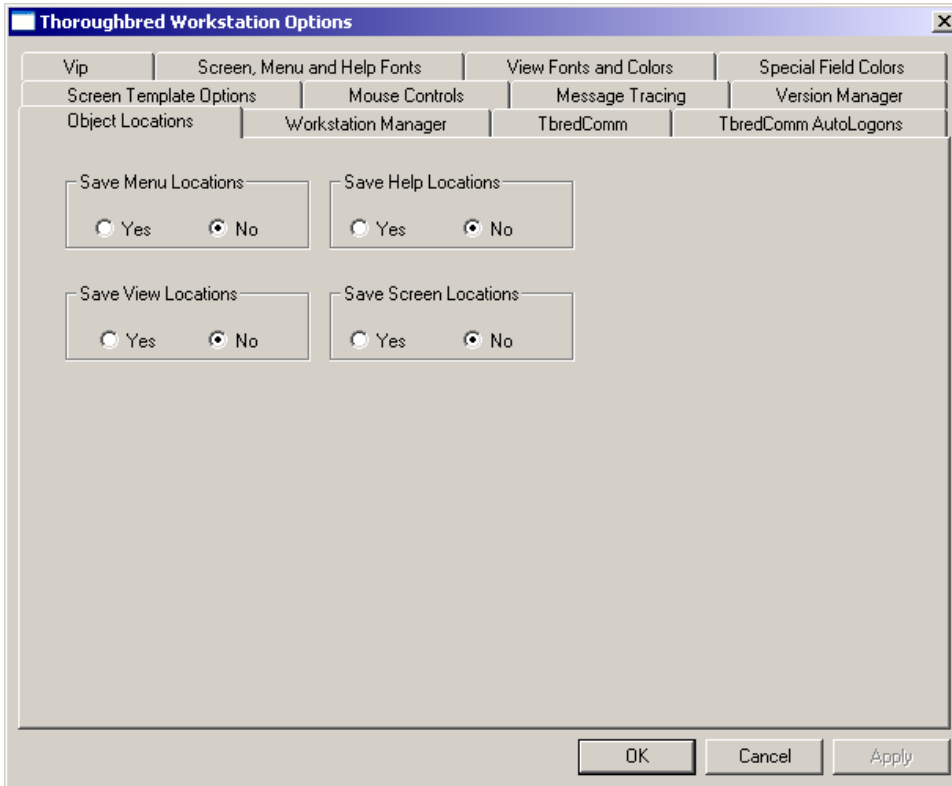 Thoroughbred Workstation Options
Vip Screen, Menu and Help Fonts View Fonts and Colors Special Field Colors
Screen Template Options Mouse Controls Message Tracing Version Manager
Object Locations Workstation Manager TbredComm TbredComm AutoLogons
Save Menu Locations Save Help Locations
Yes No Yes No
Save View Locations Save Screen Locations
Yes No Yes No
OK Cancel Apply